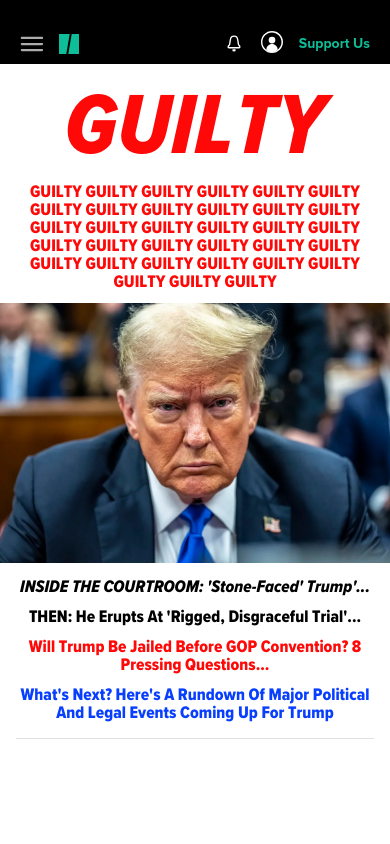 Support Us
GUILTY
GUILTY GUILTY GUILTY GUILTY GUILTY GUILTY
GUILTY GUILTY GUILTY GUILTY GUILTY GUILTY
GUILTY GUILTY GUILTY GUILTY GUILTY GUILTY
GUILTY GUILTY GUILTY GUILTY GUILTY GUILTY
GUILTY GUILTY GUILTY GUILTY GUILTY GUILTY
GUILTY GUILTY GUILTY
INSIDE THE COURTROOM: 'Stone-Faced' Trump'...
THEN: He Erupts At 'Rigged, Disgraceful Trial'...
Will Trump Be Jailed Before GOP Convention? 8
Pressing Questions...
What's Next? Here's A Rundown Of Major Political
And Legal Events Coming Up For Trump